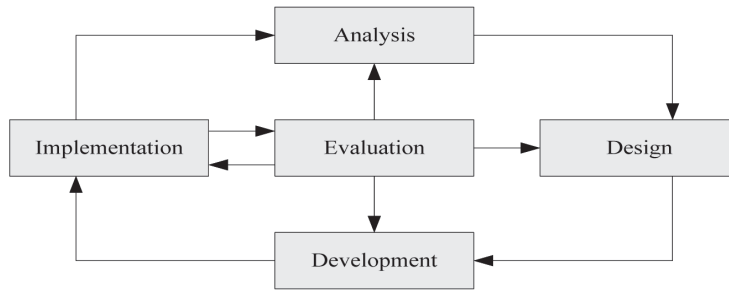 Analysis
Implementation
Evaluation
Design
Development